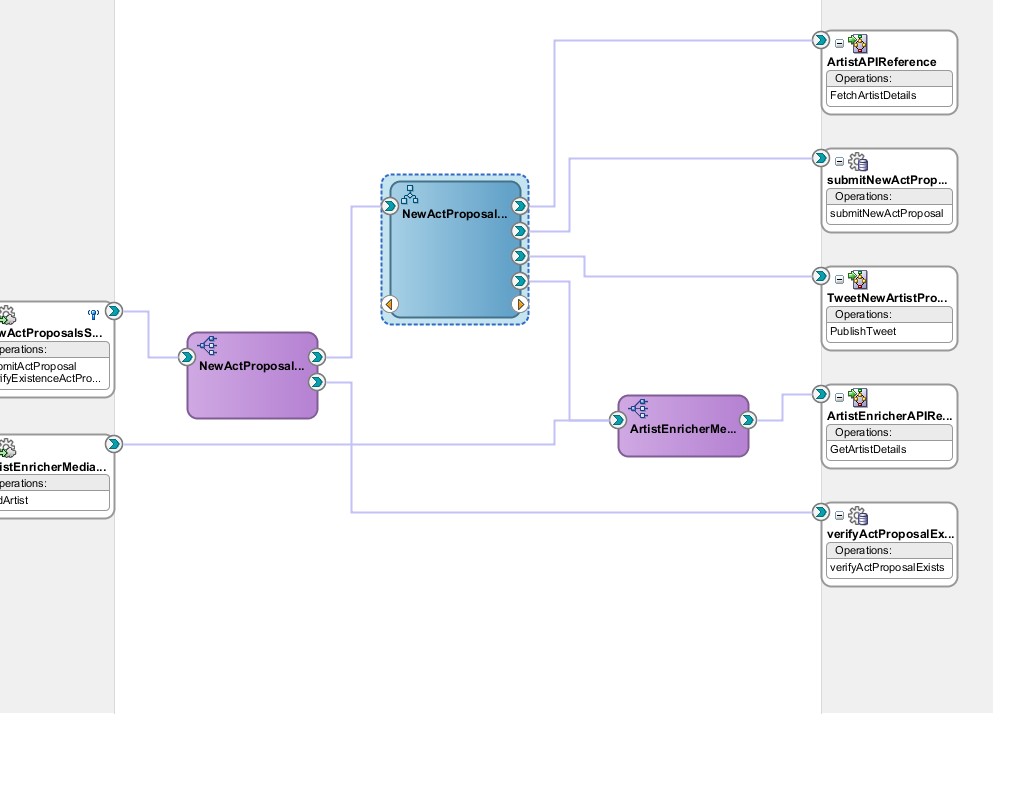 wActProposalsS...
perations:
omitActProposal
ifyExistenceActPro...
istEnricherMedia...
perations:
dArtist
NewActProposal...
NewActProposal...
ArtistEnricherMe...
ArtistAPIReference
Operations:
FetchArtistDetails
submitNewActProp...
Operations:
submitNewActProposal
TweetNewArtistPro...
Operations:
PublishTweet
ArtistEnricherAPIRe...
Operations:
GetArtistDetails
verifyActProposalEx...
Operations:
verifyActProposalExists